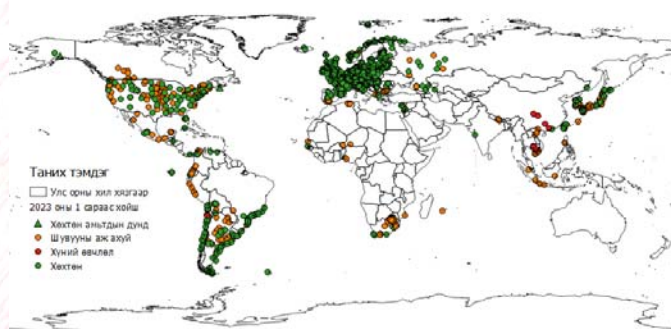 Таних тэмдэг
Улс орны хил хязгаар
2023 оны 1 сараас хойш
Хөхтөн амьтдын дунд
Шувууны аж ахуй
Хүний өвчлөл
Хөхтөн